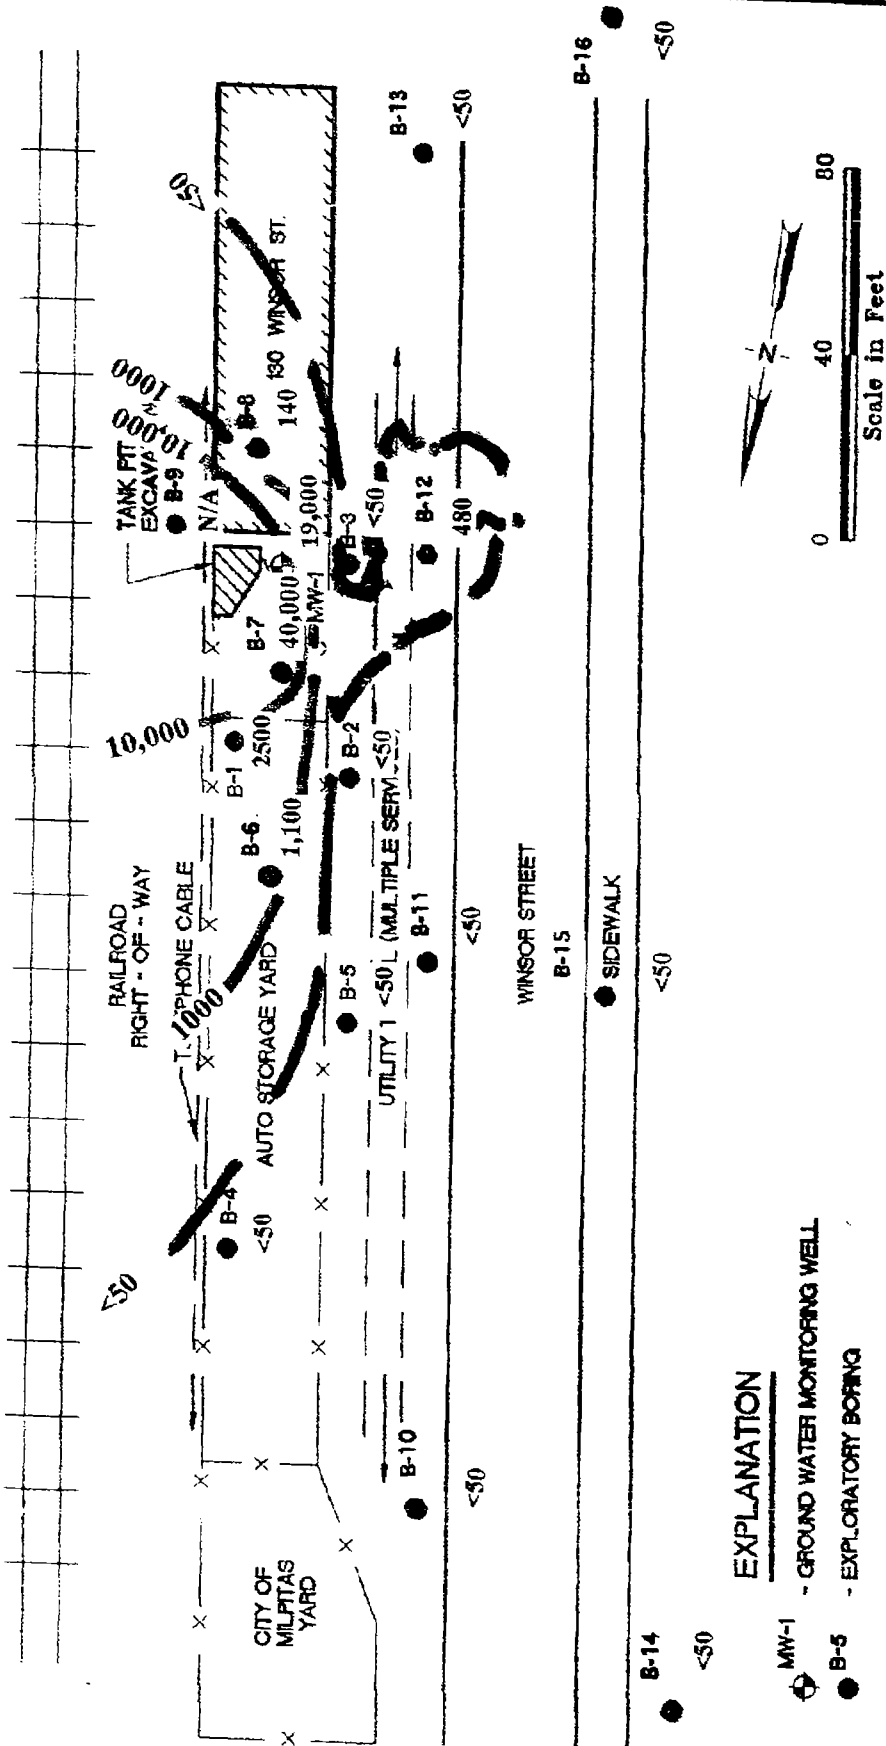 RAILROAD
RIGHT - OF - WAY
TANK PIT
EXCAVA
B-9
N/A
10,000
1000
<50
B-8
140
130 WINSOR ST.
19,000
B-7
40,000
MW-1
B-3
<50
B-12
480
?
B-13
<50
B-16
<50
10,000
B-1
2500
B-2
<50
B-6
1,100
PHONE CABLE
1000
AUTO STORAGE YARD
B-5
<50
UTILITY
(MULTIPLE
B-11
<50
B-4
<50
<50
B-10
<50
CITY OF
MILPITAS
YARD
WINSOR STREET
B-15
SIDEWALK
<50
B-14
<50
N
0 40 80
Scale in Feet
EXPLANATION
MW-1 - GROUND WATER MONITORING WELL
B-5 - EXPLORATORY BORING